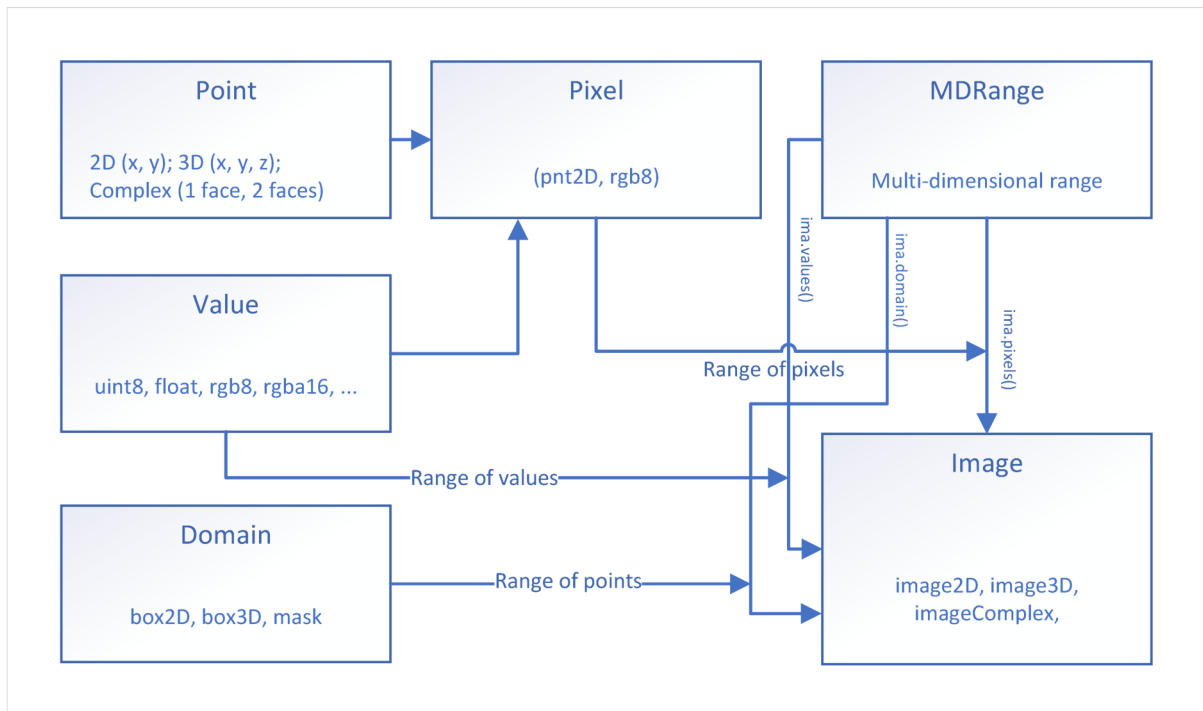 Point
2D (x, y); 3D (x, y, z);
Complex (1 face, 2 faces)
Pixel
(pnt2D, rgb8)
MDRange
Multi-dimensional range
ima.values()
ima.domain()
ima.pixels()
Value
uint8, float, rgb8, rgba16, ...
Range of pixels
Range of values
Domain
box2D, box3D, mask
Range of points
Image
image2D, image3D,
imageComplex,